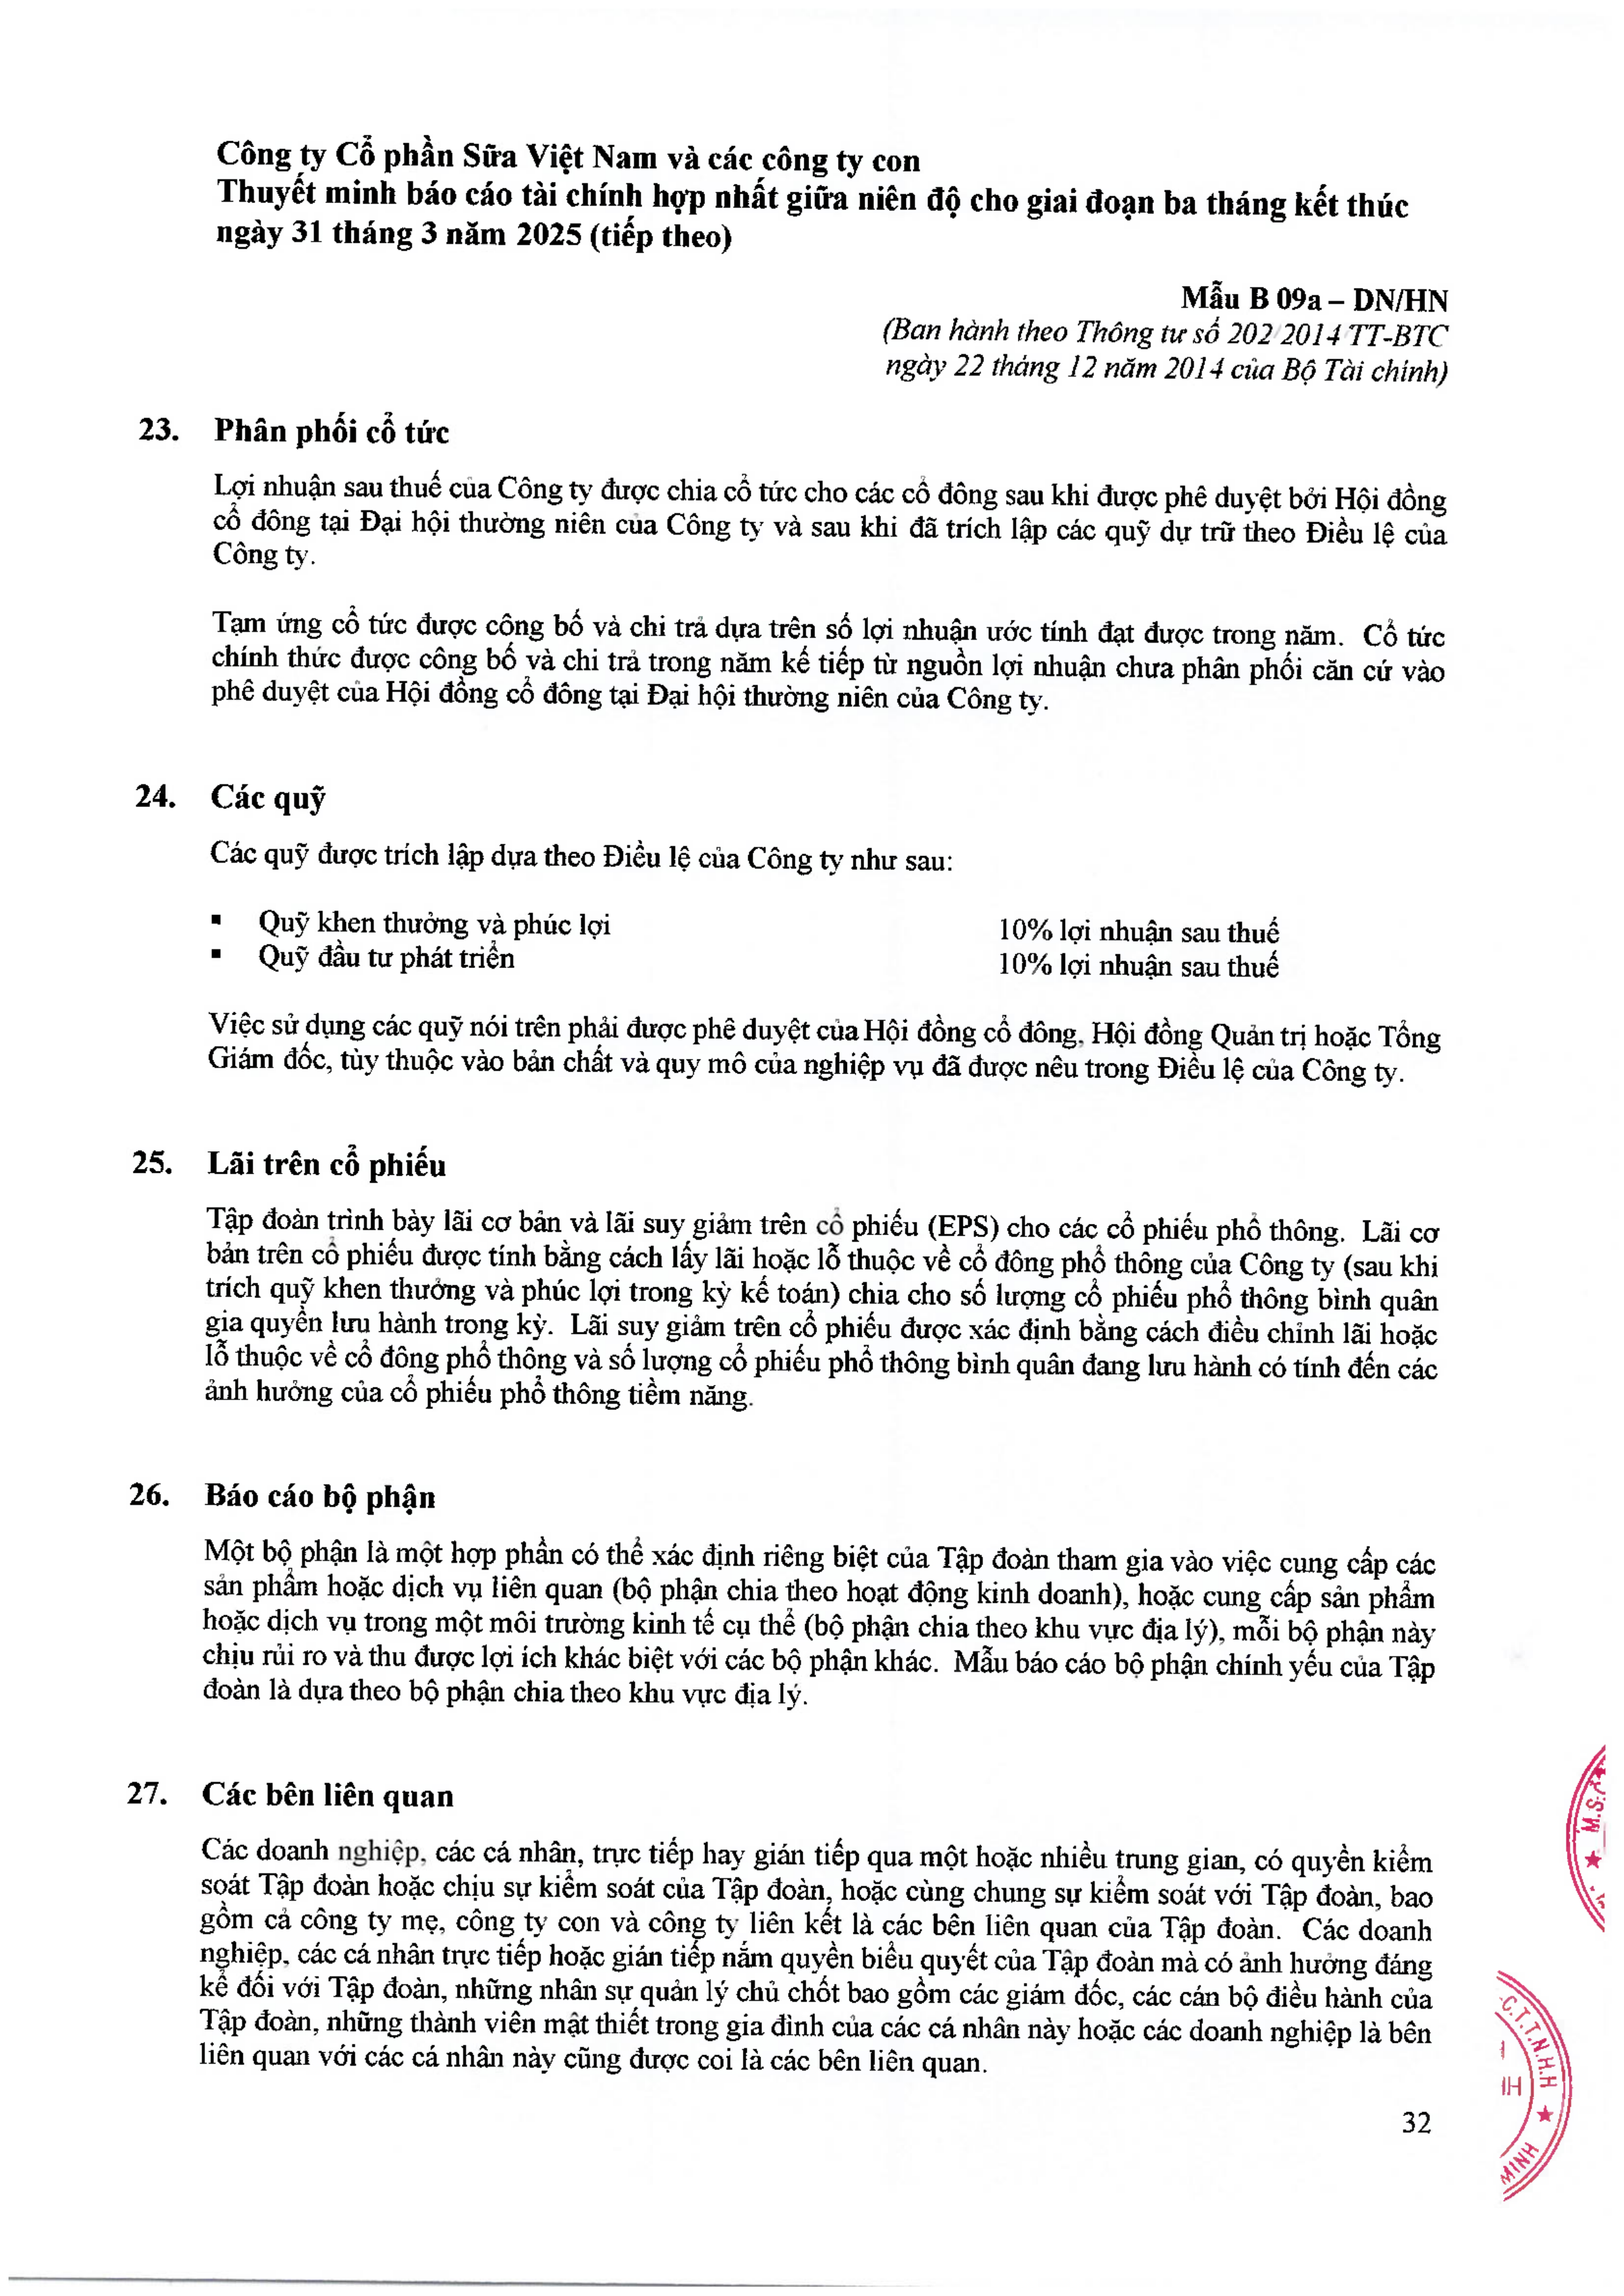 Công ty Cổ phần Sữa Việt Nam và các công ty con
Thuyết minh báo cáo tài chính hợp nhất giữa niên độ cho giai đoạn ba tháng kết thúc
ngày 31 tháng 3 năm 2025 (tiếp theo)
Mẫu B 09a – DN/HN
(Ban hành theo Thông tư số 202/2014/TT-BTC
ngày 22 tháng 12 năm 2014 của Bộ Tài chính)
23. Phân phối cổ tức
Lợi nhuận sau thuế của Công ty được chia cổ tức cho các cổ đông sau khi được phê duyệt bởi Hội đồng
cổ đông tại Đại hội thường niên của Công ty và sau khi đã trích lập các quỹ dự trữ theo Điều lệ của
Công ty.
Tạm ứng cổ tức được công bố và chi trả dựa trên số lợi nhuận ước tính đạt được trong năm. Cổ tức
chính thức được công bố và chi trả trong năm kế tiếp từ nguồn lợi nhuận chưa phân phối căn cứ vào
phê duyệt của Hội đồng cổ đông tại Đại hội thường niên của Công ty.
24. Các quỹ
Các quỹ được trích lập dựa theo Điều lệ của Công ty như sau:
▪ Quỹ khen thưởng và phúc lợi 10% lợi nhuận sau thuế
▪ Quỹ đầu tư phát triển 10% lợi nhuận sau thuế
Việc sử dụng các quỹ nói trên phải được phê duyệt của Hội đồng cổ đông, Hội đồng Quản trị hoặc Tổng
Giám đốc, tùy thuộc vào bản chất và quy mô của nghiệp vụ đã được nêu trong Điều lệ của Công ty.
25. Lãi trên cổ phiếu
Tập đoàn trình bày lãi cơ bản và lãi suy giảm trên cổ phiếu (EPS) cho các cổ phiếu phổ thông. Lãi cơ
bản trên cổ phiếu được tính bằng cách lấy lãi hoặc lỗ thuộc về cổ đông phổ thông của Công ty (sau khi
trích quỹ khen thưởng và phúc lợi trong kỳ kế toán) chia cho số lượng cổ phiếu phổ thông bình quân
gia quyền lưu hành trong kỳ. Lãi suy giảm trên cổ phiếu được xác định bằng cách điều chỉnh lãi hoặc
lỗ thuộc về cổ đông phổ thông và số lượng cổ phiếu phổ thông bình quân đang lưu hành có tính đến các
ảnh hưởng của cổ phiếu phổ thông tiềm năng.
26. Báo cáo bộ phận
Một bộ phận là một hợp phần có thể xác định riêng biệt của Tập đoàn tham gia vào việc cung cấp các
sản phẩm hoặc dịch vụ liên quan (bộ phận chia theo hoạt động kinh doanh), hoặc cung cấp sản phẩm
hoặc dịch vụ trong một môi trường kinh tế cụ thể (bộ phận chia theo khu vực địa lý), mỗi bộ phận này
chịu rủi ro và thu được lợi ích khác biệt với các bộ phận khác. Mẫu báo cáo bộ phận chính yếu của Tập
đoàn là dựa theo bộ phận chia theo khu vực địa lý.
27. Các bên liên quan
Các doanh nghiệp, các cá nhân, trực tiếp hay gián tiếp qua một hoặc nhiều trung gian, có quyền kiểm
soát Tập đoàn hoặc chịu sự kiểm soát của Tập đoàn, hoặc cùng chung sự kiểm soát với Tập đoàn, bao
gồm cả công ty mẹ, công ty con và công ty liên kết là các bên liên quan của Tập đoàn. Các doanh
nghiệp, các cá nhân trực tiếp hoặc gián tiếp nắm quyền biểu quyết của Tập đoàn mà có ảnh hưởng đáng
kể đối với Tập đoàn, những nhân sự quản lý chủ chốt bao gồm các giám đốc, các cán bộ điều hành của
Tập đoàn, những thành viên mật thiết trong gia đình của các cá nhân này hoặc các doanh nghiệp là bên
liên quan với các cá nhân này cũng được coi là các bên liên quan.
M.S.
C.T.T.N.H.H
MINH
32